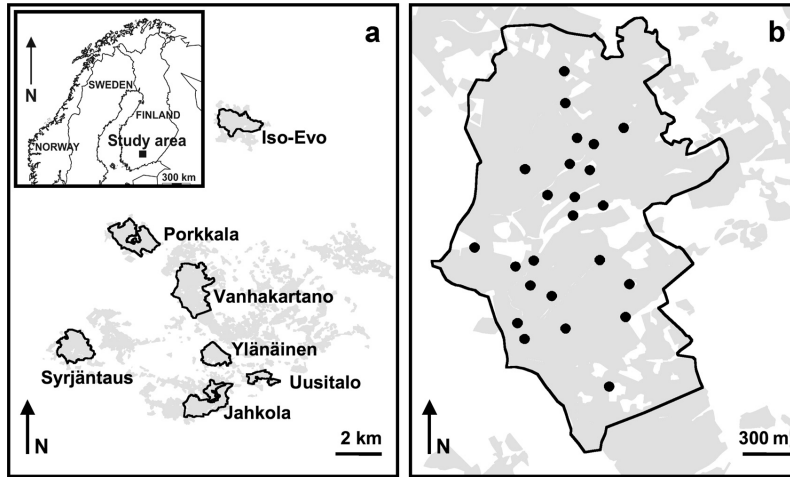 a
N
SWEDEN
FINLAND
Study area
NORWAY
300 km
Iso-Evo
Porkkala
Vanhakartano
Ylänäinen
Syrjäntaus
Uusitalo
Jahkola
N
2 km
b
N
300 m